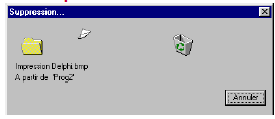 Suppression...
Impression Delphi.bmp
A partir de 'Prog2'
Annuler